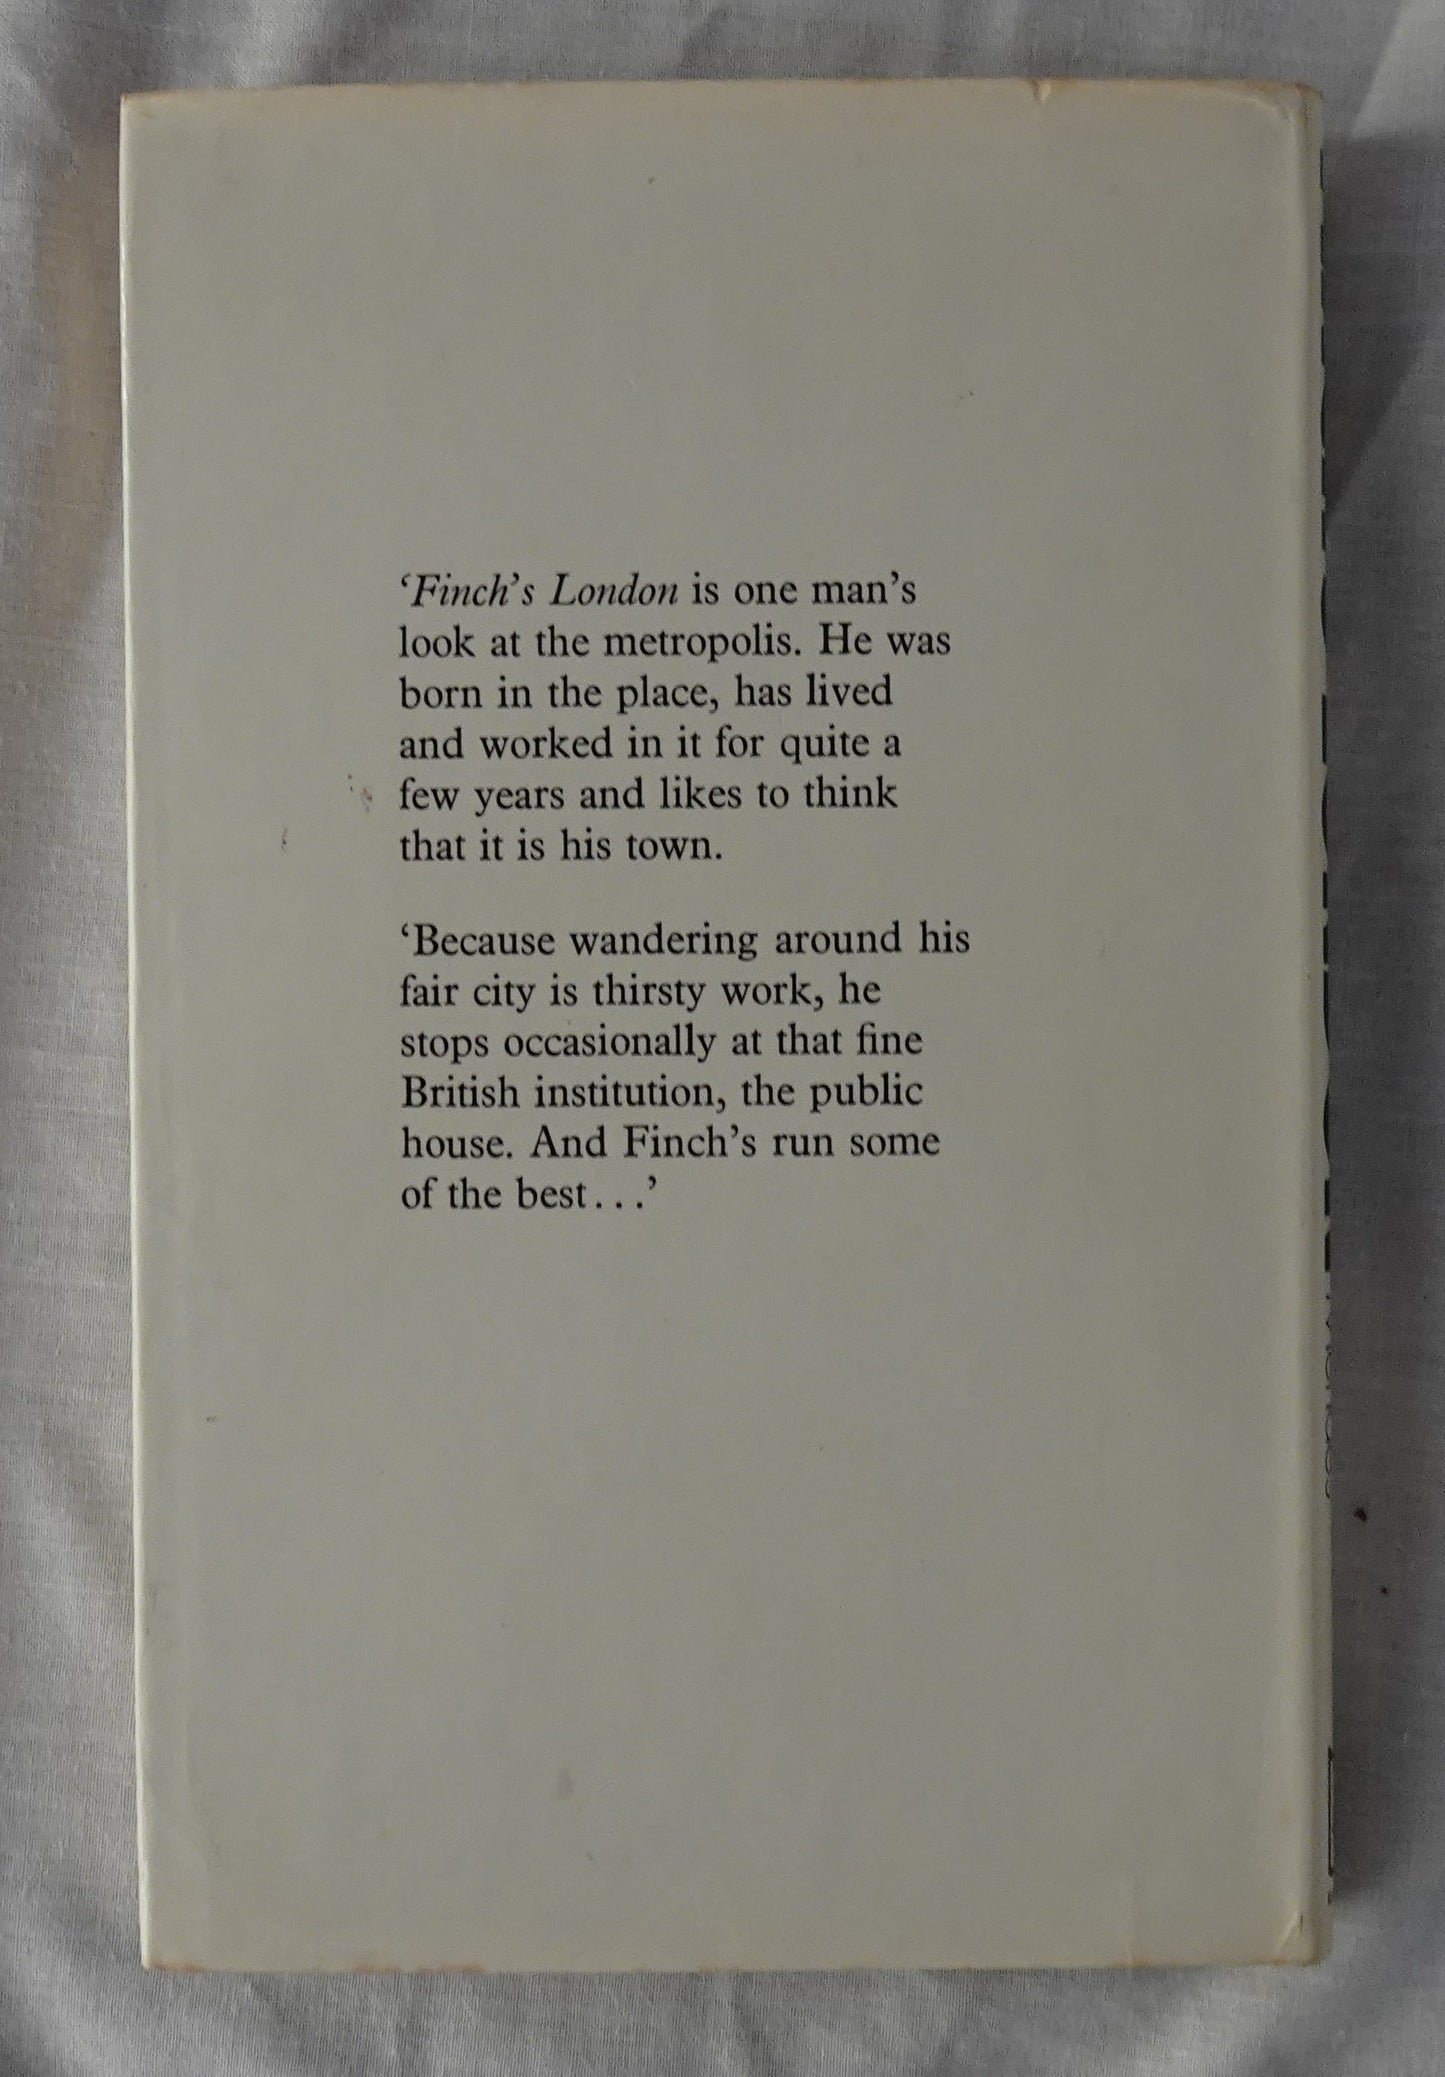 ‘Finch’s London is one man’s
look at the metropolis. He was
born in the place, has lived
and worked in it for quite a
few years and likes to think
that it is his town.
‘Because wandering around his
fair city is thirsty work, he
stops occasionally at that fine
British institution, the public
house. And Finch’s run some
of the best...’